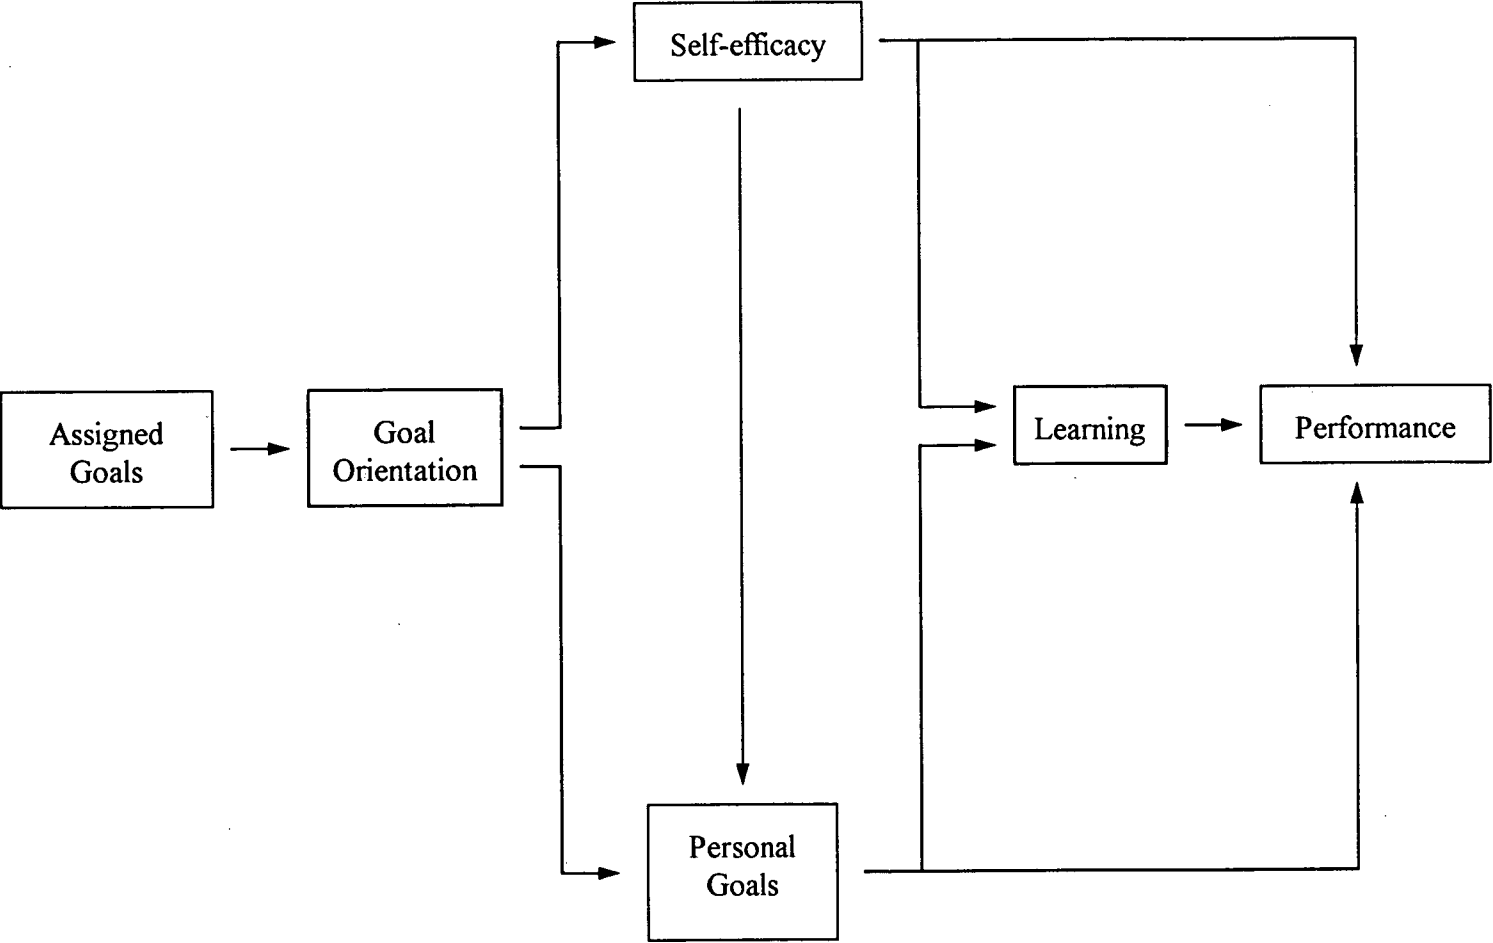 Self-efficacy
Assigned
Goals
Goal
Orientation
Learning
Performance
Personal
Goals